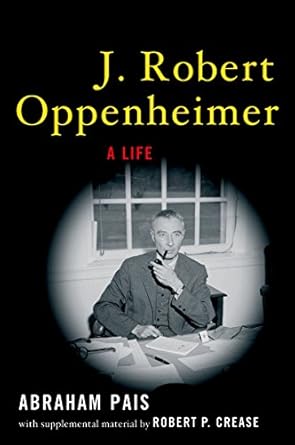 J. Robert
Oppenheimer
A LIFE
ABRAHAM PAIS
with supplemental material by ROBERT P. CREASE